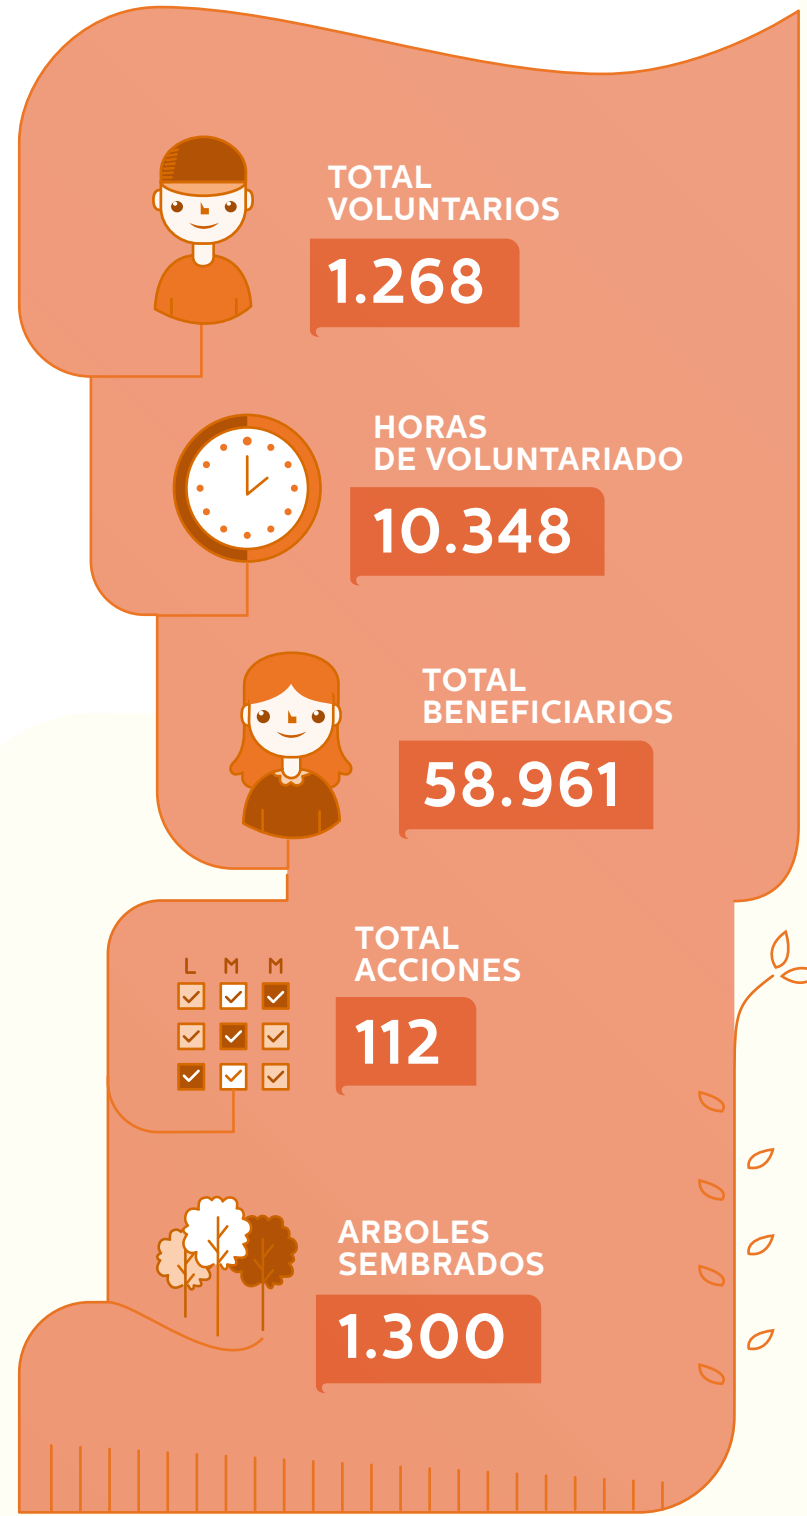 TOTAL
VOLUNTARIOS
1.268
HORAS
DE VOLUNTARIADO
10.348
TOTAL
BENEFICIARIOS
58.961
TOTAL
ACCIONES
L M M
112
ARBOLES
SEMBRADOS
1.300